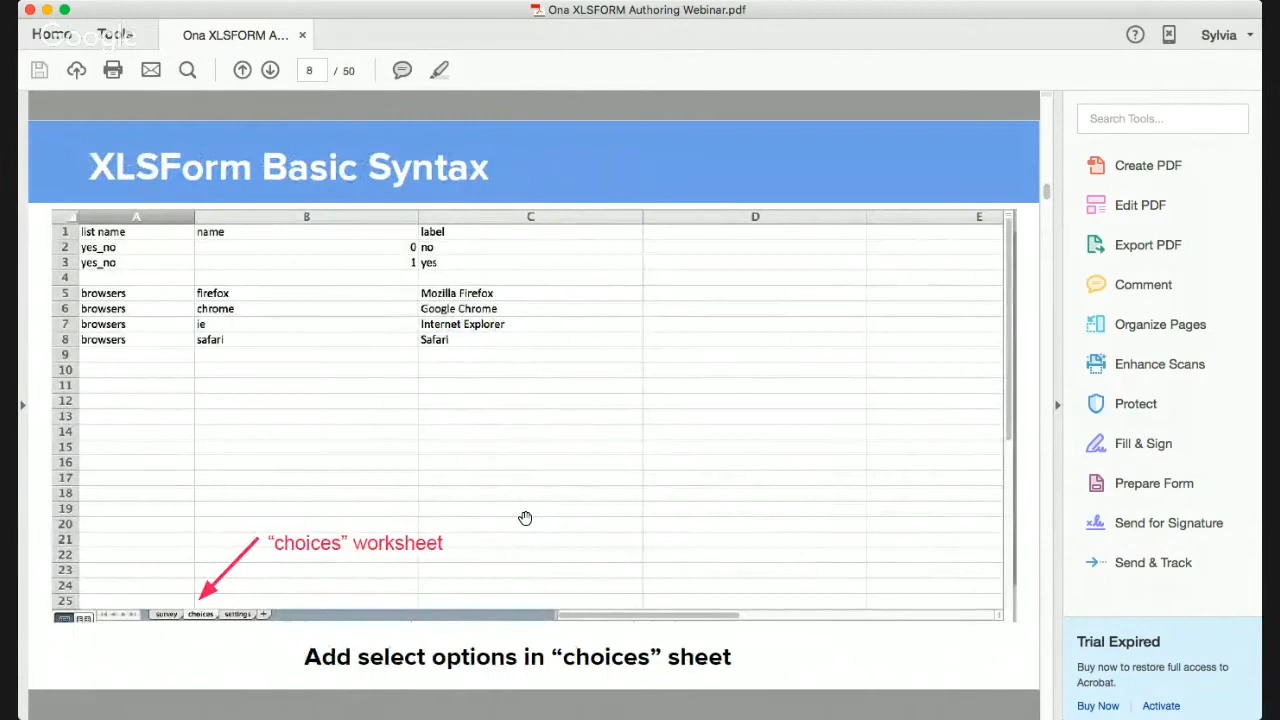 Ona XLSFORM Authoring Webinar.pdf
Home Tools Ona XLSFORM A... × Sylvia
Google
8 / 50
Search Tools...
XLSForm Basic Syntax
A B C D E
1 list name name label
2 yes_no 0 no
3 yes_no 1 yes
4
5 browsers firefox Mozilla Firefox
6 browsers chrome Google Chrome
7 browsers ie Internet Explorer
8 browsers safari Safari
9
10
11
12
13
14
15
16
17
18
19
20
21
22
23
24
25
“choices” worksheet
survey choices settings +
Add select options in “choices” sheet
Create PDF
Edit PDF
Export PDF
Comment
Organize Pages
Enhance Scans
Protect
Fill & Sign
Prepare Form
Send for Signature
Send & Track
Trial Expired
Buy now to restore full access to
Acrobat.
Buy Now Activate